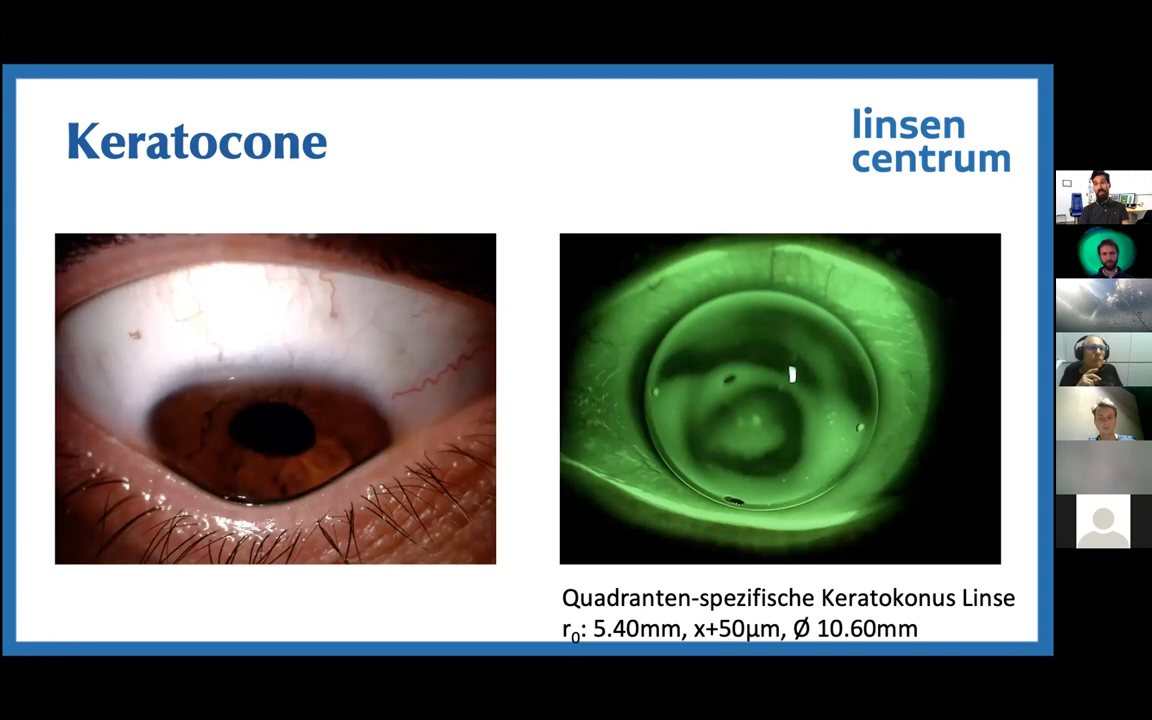 Keratocone
linsen
centrum
Quadranten-spezifische Keratokonus Linse
r₀: 5.40mm, x+50µm, Ø 10.60mm